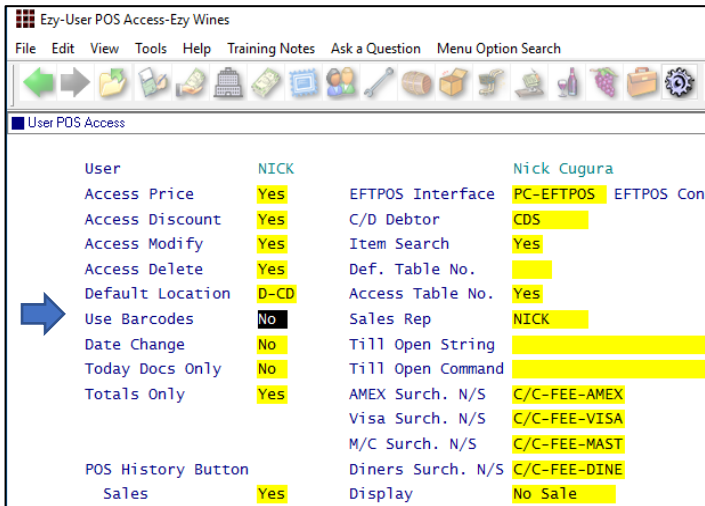 Ezy-User POS Access-Ezy Wines
File Edit View Tools Help Training Notes Ask a Question Menu Option Search
User POS Access
User NICK Nick Cugura
Access Price Yes EFTPOS Interface PC-EFTPOS EFTPOS Con
Access Discount Yes C/D Debtor CDS
Access Modify Yes Item Search Yes
Access Delete Yes Def. Table No.
Default Location D-CD Access Table No. Yes
Use Barcodes No Sales Rep NICK
Date Change No Till Open String
Today Docs Only No Till Open Command
Totals Only Yes AMEX Surch. N/S C/C-FEE-AMEX
Visa Surch. N/S C/C-FEE-VISA
M/C Surch. N/S C/C-FEE-MAST
POS History Button Diners Surch. N/S C/C-FEE-DINE
Sales Yes Display No Sale